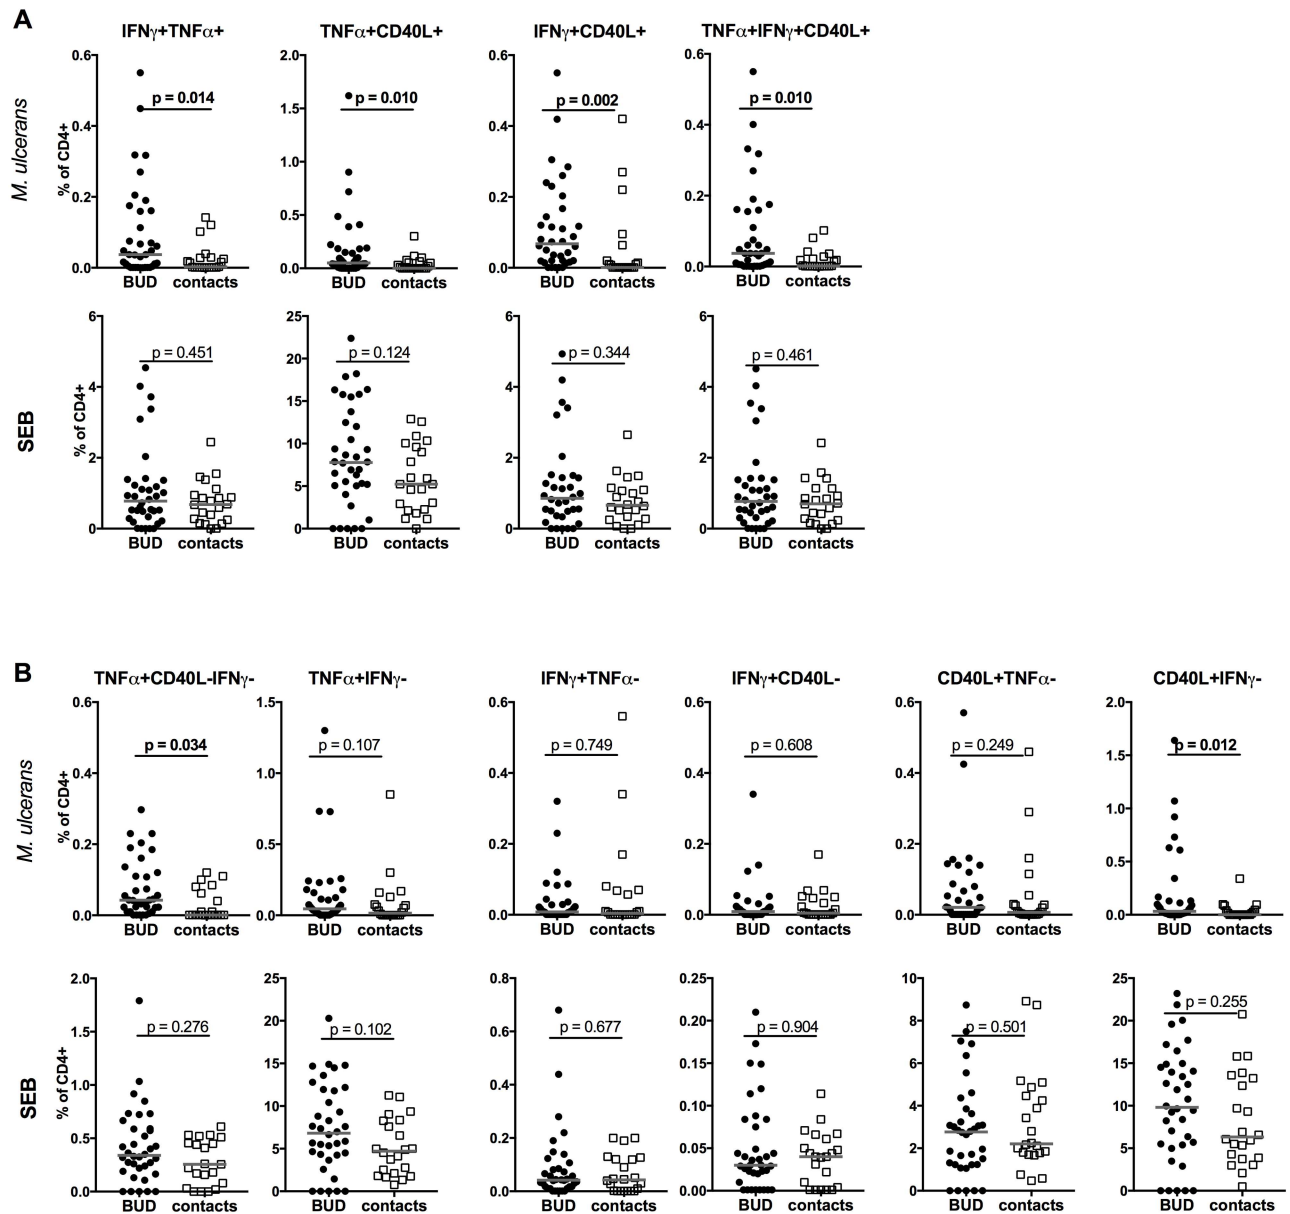 A
IFNγ+TNFα+ TNFα+CD40L+ IFNγ+CD40L+ TNFα+IFNγ+CD40L+
M. ulcerans
% of CD4+
0.6 0.4 0.2 0.0
p = 0.014
BUD contacts
2.0 1.5 1.0 0.5 0.0
p = 0.010
BUD contacts
0.6 0.4 0.2 0.0
p = 0.002
BUD contacts
0.6 0.4 0.2 0.0
p = 0.010
BUD contacts
SEB
% of CD4+
6 4 2 0
p = 0.451
BUD contacts
25 20 15 10 5 0
p = 0.124
BUD contacts
6 4 2 0
p = 0.344
BUD contacts
6 4 2 0
p = 0.461
BUD contacts
B
TNFα+CD40L-IFNγ- TNFα+IFNγ- IFNγ+TNFα- IFNγ+CD40L- CD40L+TNFα- CD40L+IFNγ-
M. ulcerans
% of CD4+
0.6 0.4 0.2 0.0
p = 0.034
BUD contacts
1.5 1.0 0.5 0.0
p = 0.107
BUD contacts
0.6 0.4 0.2 0.0
p = 0.749
BUD contacts
0.6 0.4 0.2 0.0
p = 0.608
BUD contacts
0.6 0.4 0.2 0.0
p = 0.249
BUD contacts
2.0 1.5 1.0 0.5 0.0
p = 0.012
BUD contacts
SEB
% of CD4+
2.0 1.5 1.0 0.5 0.0
p = 0.276
BUD contacts
25 20 15 10 5 0
p = 0.102
BUD contacts
0.8 0.6 0.4 0.2 0.0
p = 0.677
BUD contacts
0.25 0.20 0.15 0.10 0.05 0.00
p = 0.904
BUD contacts
10 8 6 4 2 0
p = 0.501
BUD contacts
25 20 15 10 5 0
p = 0.255
BUD contacts